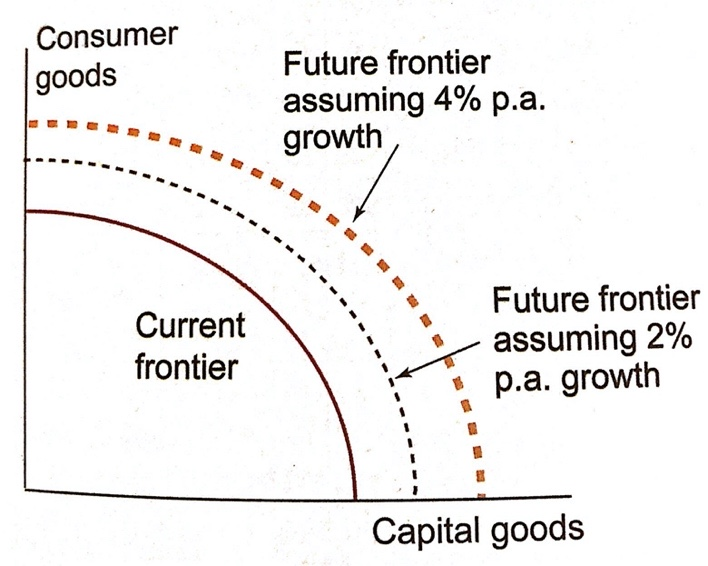 Consumer
goods
Future frontier
assuming 4% p.a.
growth
Future frontier
assuming 2%
p.a. growth
Current
frontier
Capital goods